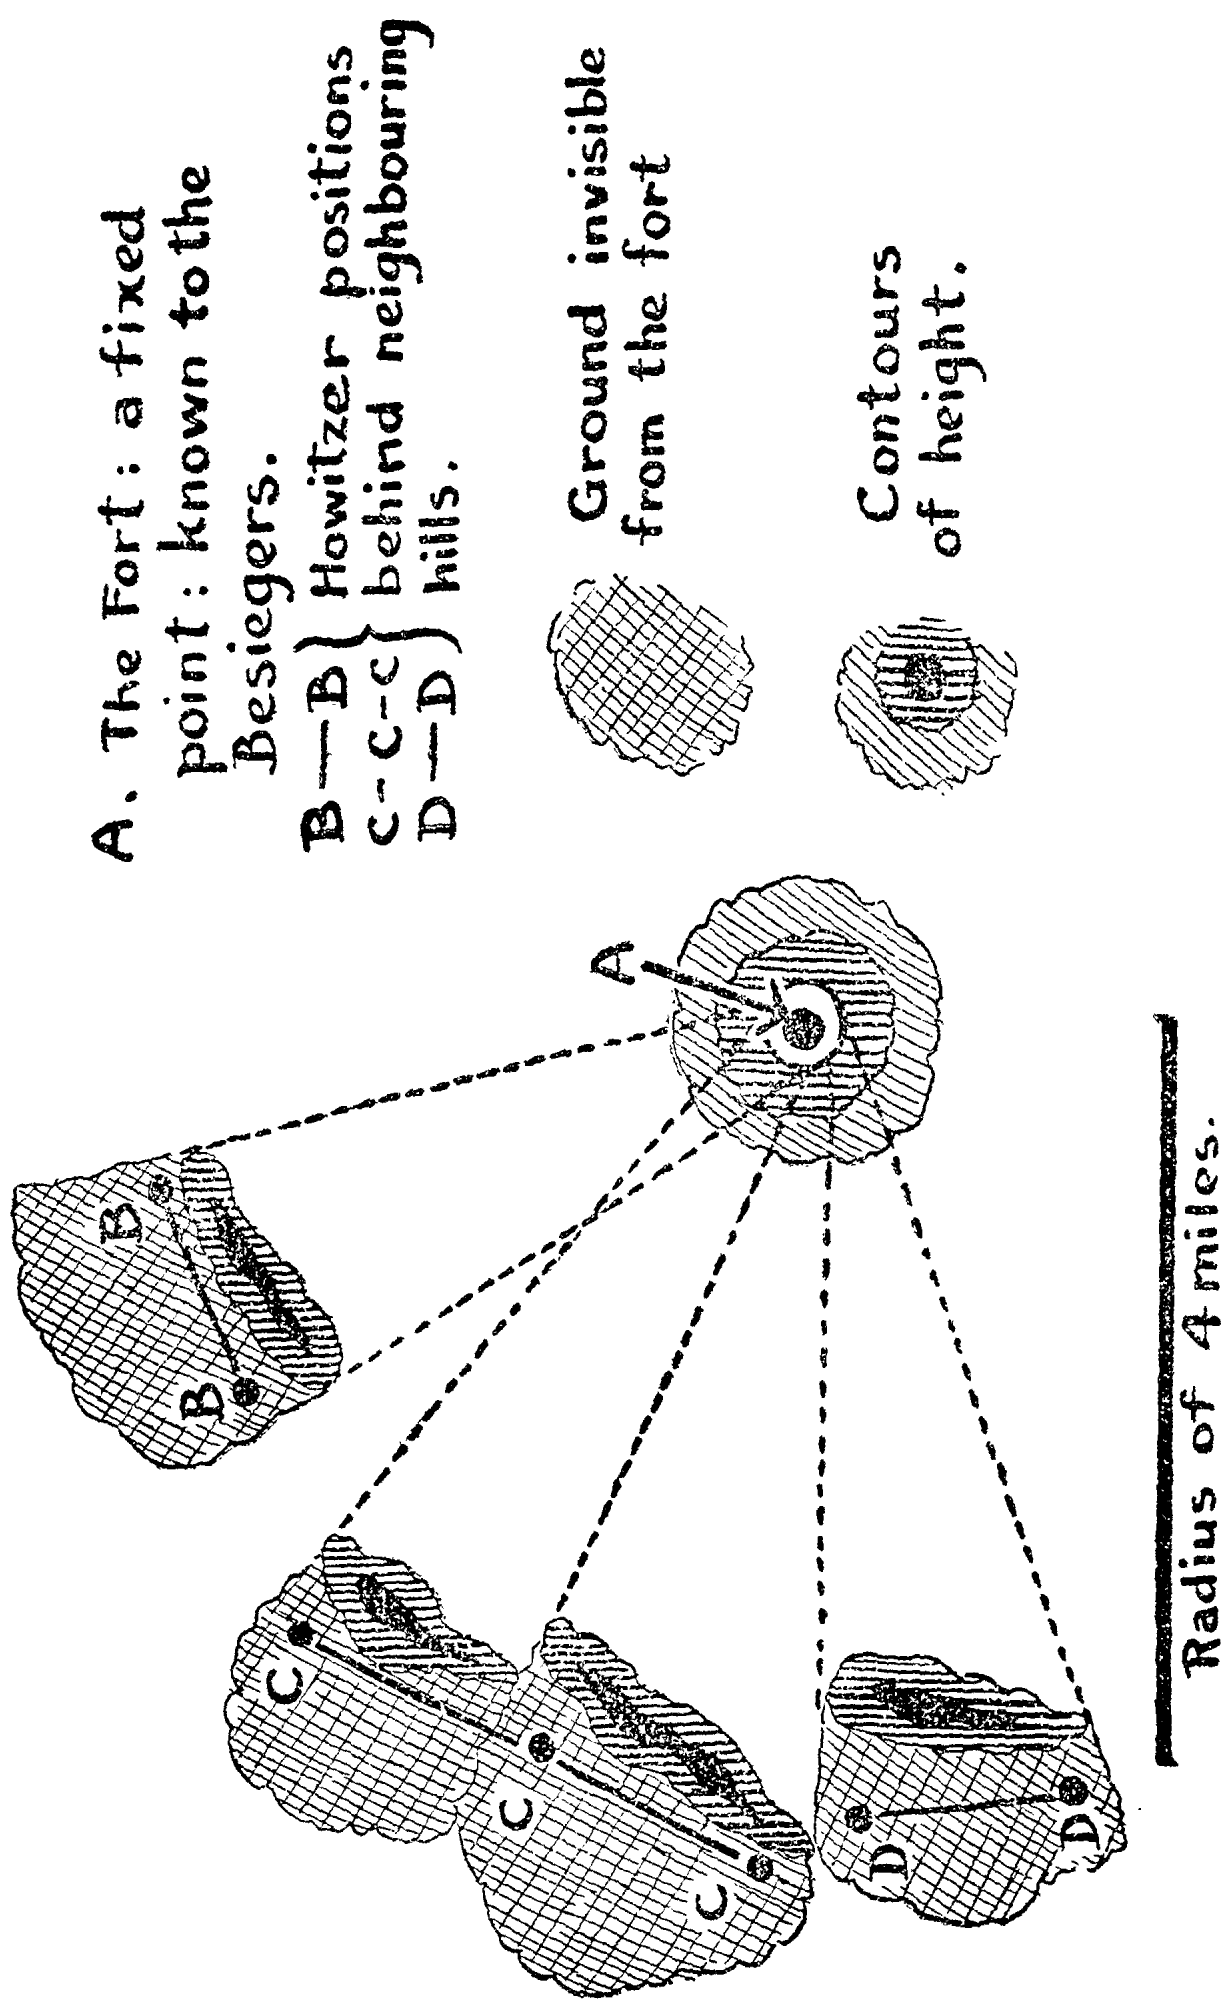 A. The Fort: a fixed
point: known to the
Besiegers.
B—B } Howitzer positions
C-C-C } behind neighbouring
D—D } hills.
Ground invisible
from the fort
Contours
of height.
A
B
B
C
C
C
D
D
Radius of 4 miles.